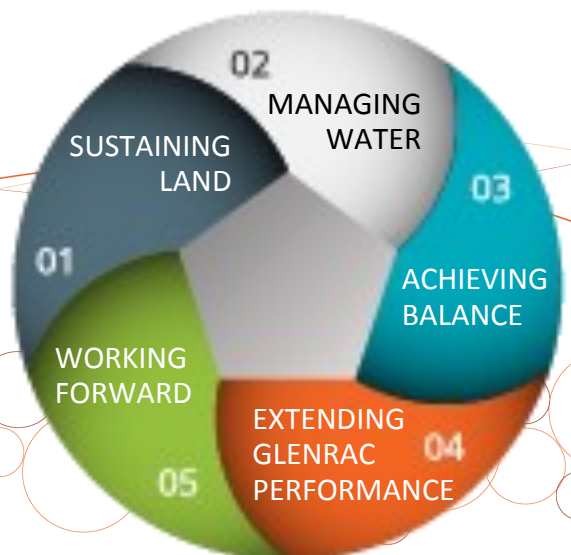 01
SUSTAINING
LAND
02
MANAGING
WATER
03
ACHIEVING
BALANCE
04
EXTENDING
GLENRAC
PERFORMANCE
05
WORKING
FORWARD